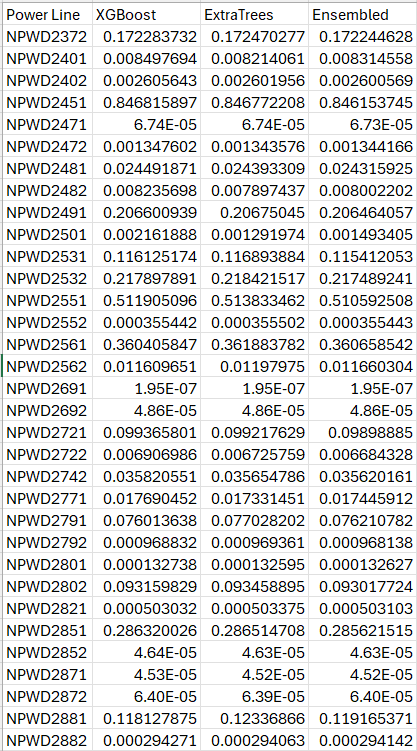 Power Line XGBoost ExtraTrees Ensembled
NPWD2372 0.172283732 0.172470277 0.172244628
NPWD2401 0.008497694 0.008214061 0.008314558
NPWD2402 0.002605643 0.002601956 0.002600569
NPWD2451 0.846815897 0.846772208 0.846153745
NPWD2471 6.74E-05 6.74E-05 6.73E-05
NPWD2472 0.001347602 0.001343576 0.001344166
NPWD2481 0.024491871 0.024393309 0.024315925
NPWD2482 0.008235698 0.007897437 0.008002202
NPWD2491 0.206600939 0.20675045 0.206464057
NPWD2501 0.002161888 0.001291974 0.001493405
NPWD2531 0.116125174 0.116893884 0.115412053
NPWD2532 0.217897891 0.218421517 0.217489241
NPWD2551 0.511905096 0.513833462 0.510592508
NPWD2552 0.000355442 0.000355502 0.000355443
NPWD2561 0.360405847 0.361883782 0.360658542
NPWD2562 0.011609651 0.01197975 0.011660304
NPWD2691 1.95E-07 1.95E-07 1.95E-07
NPWD2692 4.86E-05 4.86E-05 4.86E-05
NPWD2721 0.099365801 0.099217629 0.09898885
NPWD2722 0.006906986 0.006725759 0.006684328
NPWD2742 0.035820551 0.035654786 0.035620161
NPWD2771 0.017690452 0.017331451 0.017445912
NPWD2791 0.076013638 0.077028202 0.076210782
NPWD2792 0.000968832 0.000969361 0.000968138
NPWD2801 0.000132738 0.000132595 0.000132627
NPWD2802 0.093159829 0.093458895 0.093017724
NPWD2821 0.000503032 0.000503375 0.000503103
NPWD2851 0.286320026 0.286514708 0.285621515
NPWD2852 4.64E-05 4.63E-05 4.63E-05
NPWD2871 4.53E-05 4.52E-05 4.52E-05
NPWD2872 6.40E-05 6.39E-05 6.40E-05
NPWD2881 0.118127875 0.12336866 0.119165371
NPWD2882 0.000294271 0.000294063 0.000294142